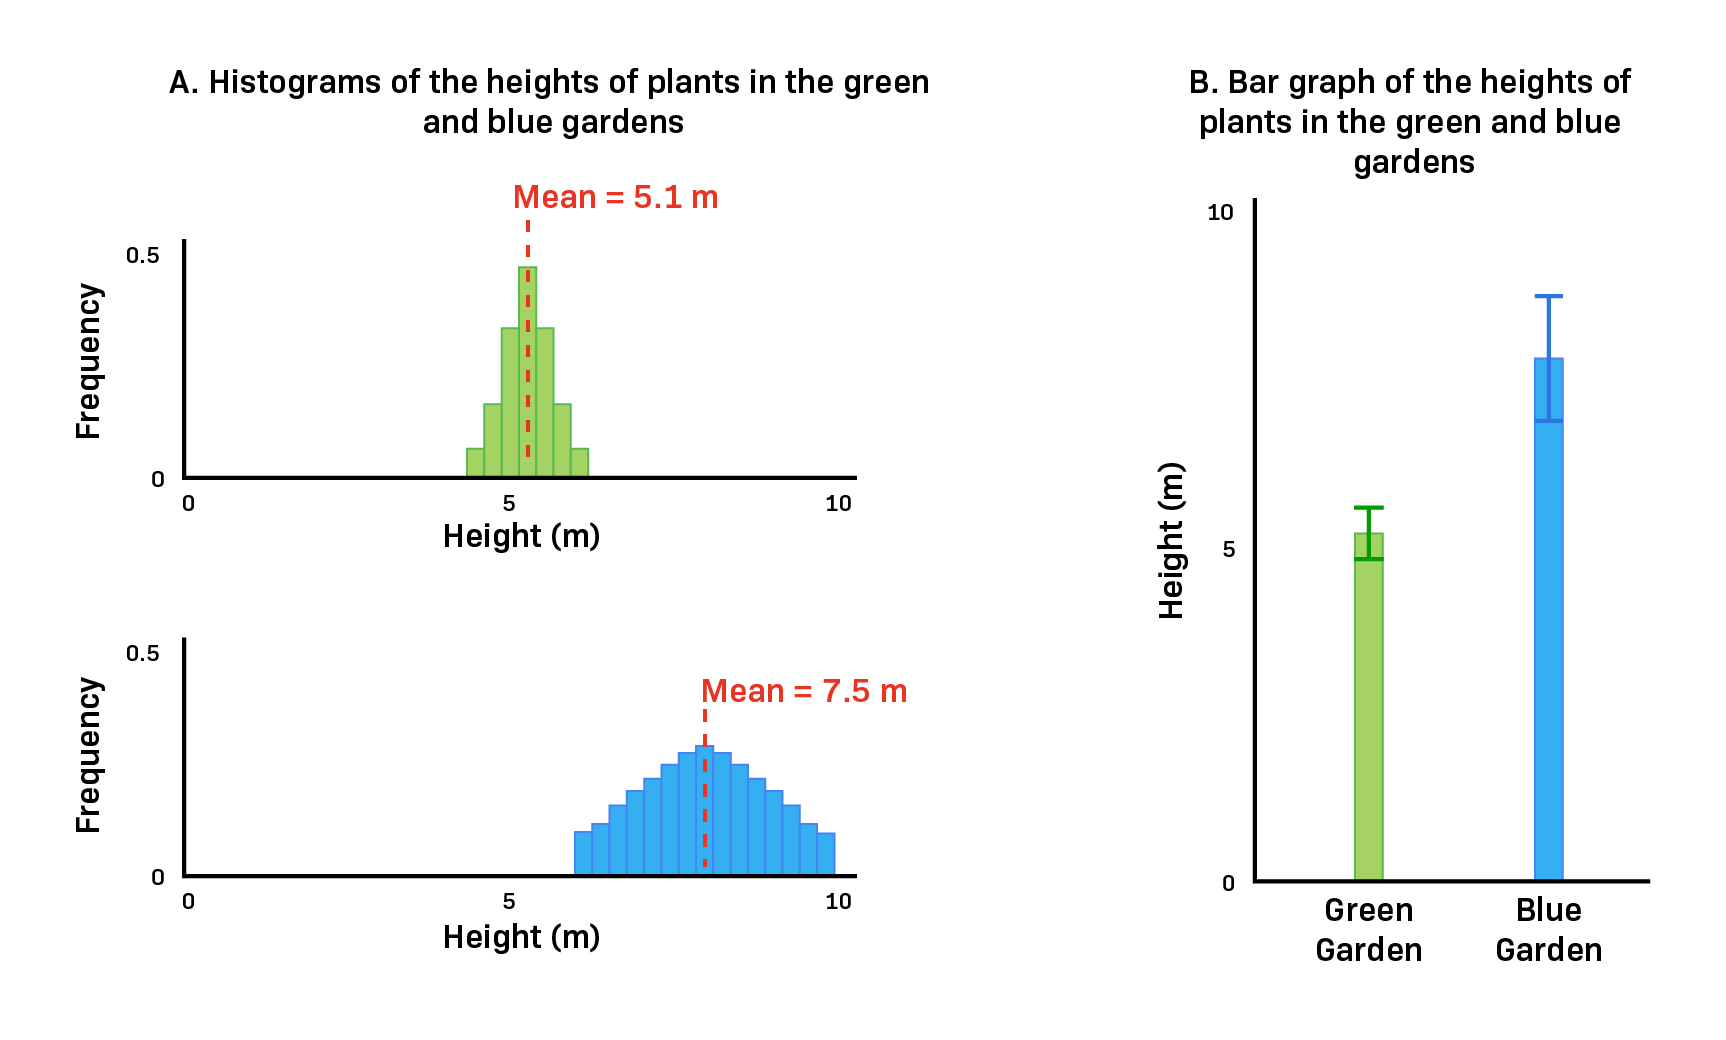 A. Histograms of the heights of plants in the green
and blue gardens
Mean = 5.1 m
0.5
Frequency
0
0
5
10
Height (m)
0.5
Mean = 7.5 m
Frequency
0
0
5
10
Height (m)
B. Bar graph of the heights of
plants in the green and blue
gardens
10
Height (m)
5
0
Green
Garden
Blue
Garden